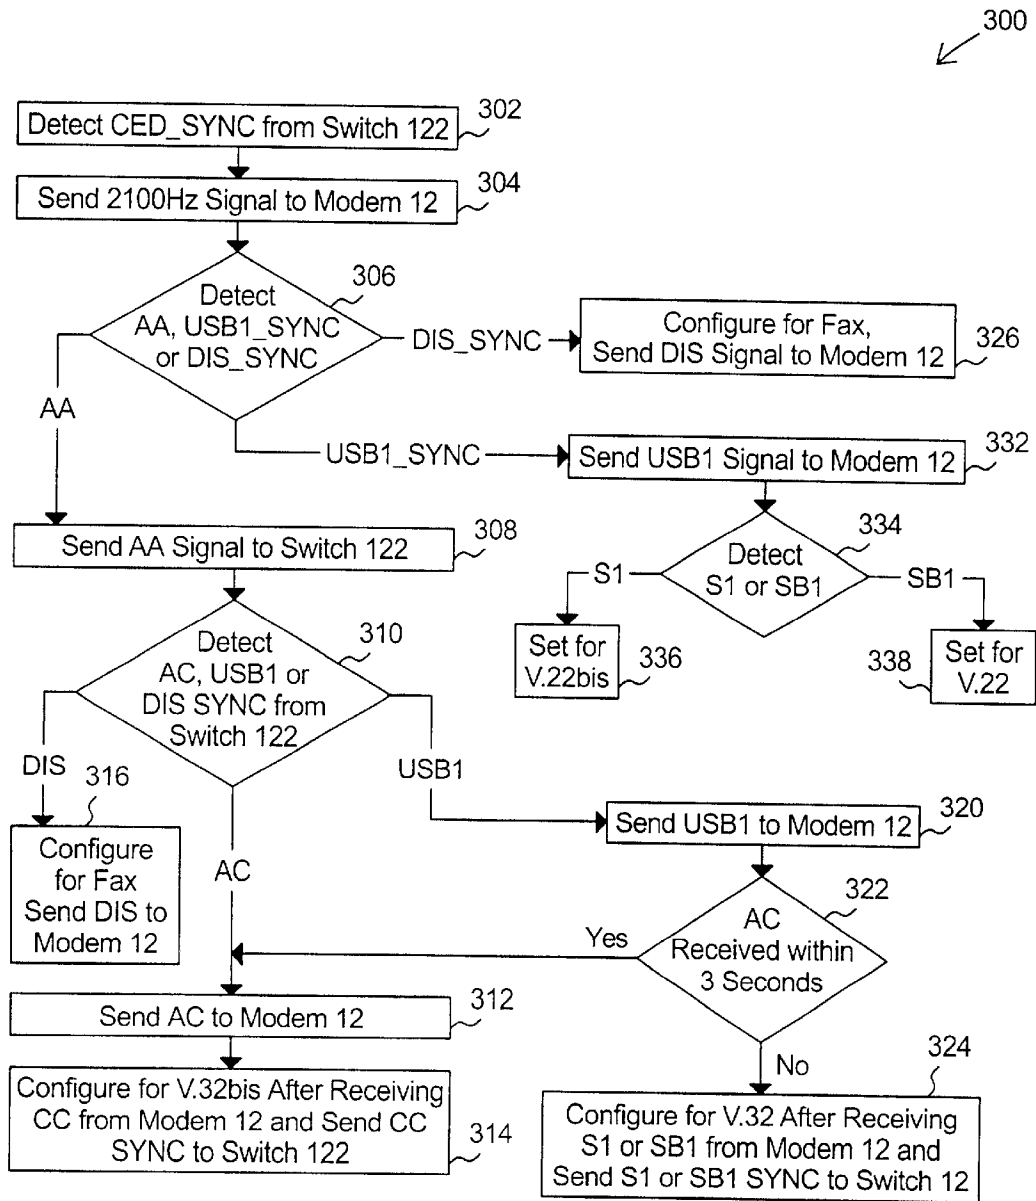 300
Detect CED_SYNC from Switch 122
302
Send 2100Hz Signal to Modem 12
304
Detect
AA, USB1_SYNC
or DIS_SYNC
306
DIS_SYNC
Configure for Fax,
Send DIS Signal to Modem 12
326
AA
USB1_SYNC
Send USB1 Signal to Modem 12
332
Send AA Signal to Switch 122
308
Detect
S1 or SB1
334
S1
SB1
Set for
V.22bis
336
338
Set for
V.22
Detect
AC, USB1 or
DIS SYNC from
Switch 122
310
DIS
USB1
316
Configure
for Fax
Send DIS to
Modem 12
AC
Send USB1 to Modem 12
320
AC
Received within
3 Seconds
322
Yes
No
Send AC to Modem 12
312
Configure for V.32bis After Receiving
CC from Modem 12 and Send CC
SYNC to Switch 122
314
324
Configure for V.32 After Receiving
S1 or SB1 from Modem 12 and
Send S1 or SB1 SYNC to Switch 12